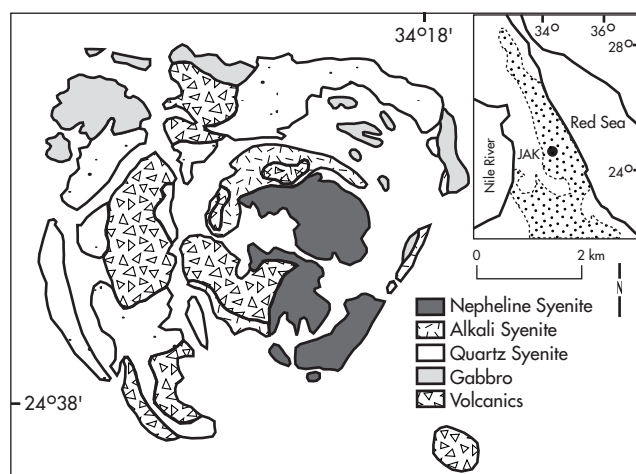 34°18'
34° 36°
28°
Red Sea
Nile River
JAK
24°
0 2 km
N
Nepheline Syenite
Alkali Syenite
Quartz Syenite
Gabbro
Volcanics
24°38'